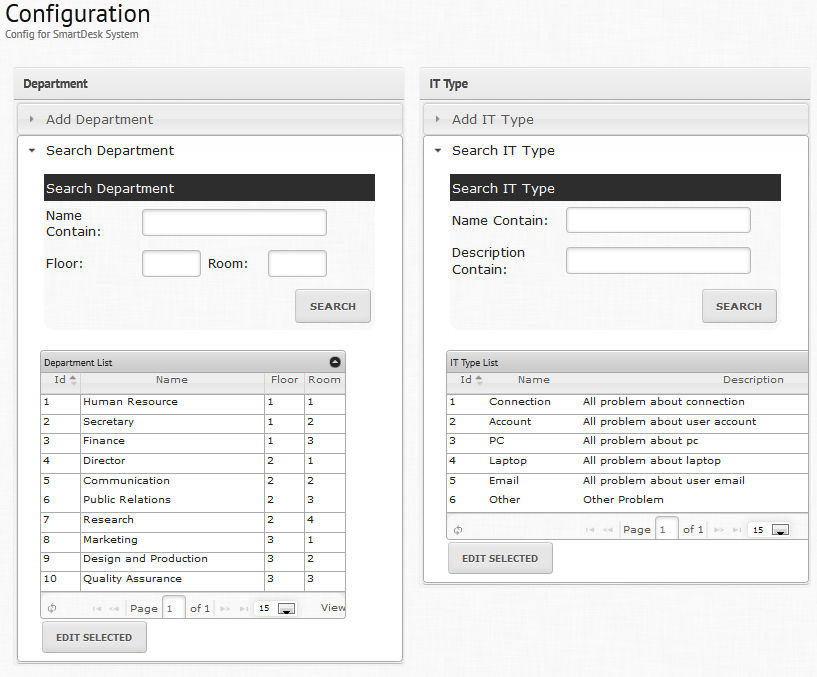 Configuration
Config for SmartDesk System
Department
Add Department
Search Department
Search Department
Name
Contain:
Floor: Room:
SEARCH
Department List
Id Name Floor Room
1 Human Resource 1 1
2 Secretary 1 2
3 Finance 1 3
4 Director 2 1
5 Communication 2 2
6 Public Relations 2 3
7 Research 2 4
8 Marketing 3 1
9 Design and Production 3 2
10 Quality Assurance 3 3
Page 1 of 1 15 View
EDIT SELECTED
IT Type
Add IT Type
Search IT Type
Search IT Type
Name Contain:
Description
Contain:
SEARCH
IT Type List
Id Name Description
1 Connection All problem about connection
2 Account All problem about user account
3 PC All problem about pc
4 Laptop All problem about laptop
5 Email All problem about user email
6 Other Other Problem
Page 1 of 1 15
EDIT SELECTED